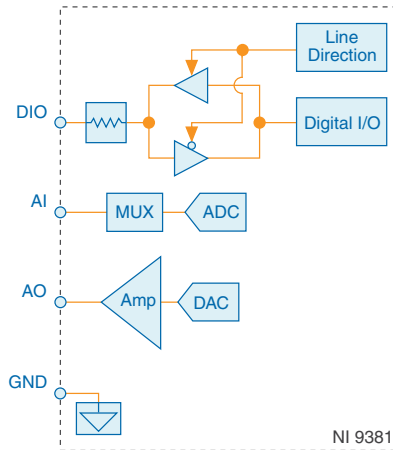 Line
Direction
DIO
Digital I/O
AI
MUX
ADC
AO
Amp
DAC
GND
NI 9381